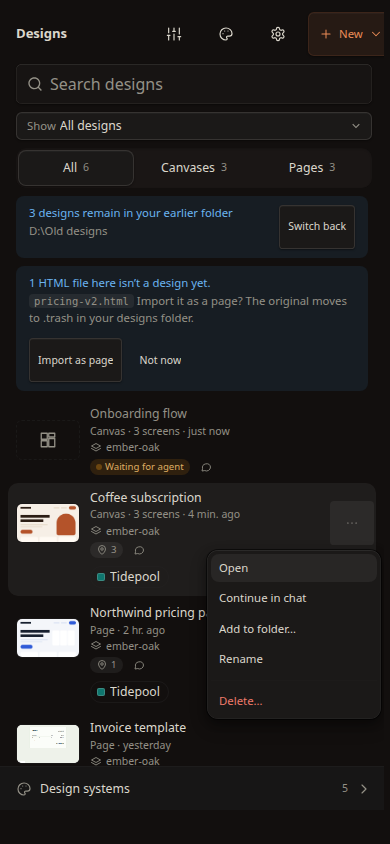 Designs
New
Search designs
Show All designs
All 6
Canvases 3
Pages 3
3 designs remain in your earlier folder
D:\Old designs
Switch back
1 HTML file here isn’t a design yet.
pricing-v2.html Import it as a page? The original moves
to .trash in your designs folder.
Import as page
Not now
Onboarding flow
Canvas · 3 screens · just now
ember-oak
Waiting for agent
Coffee subscription
Canvas · 3 screens · 4 min. ago
ember-oak
3
Tidepool
Open
Continue in chat
Add to folder…
Rename
Delete…
Northwind pricing p
Page · 2 hr. ago
ember-oak
1
Tidepool
Invoice template
Page · yesterday
ember-oak
Design systems
5